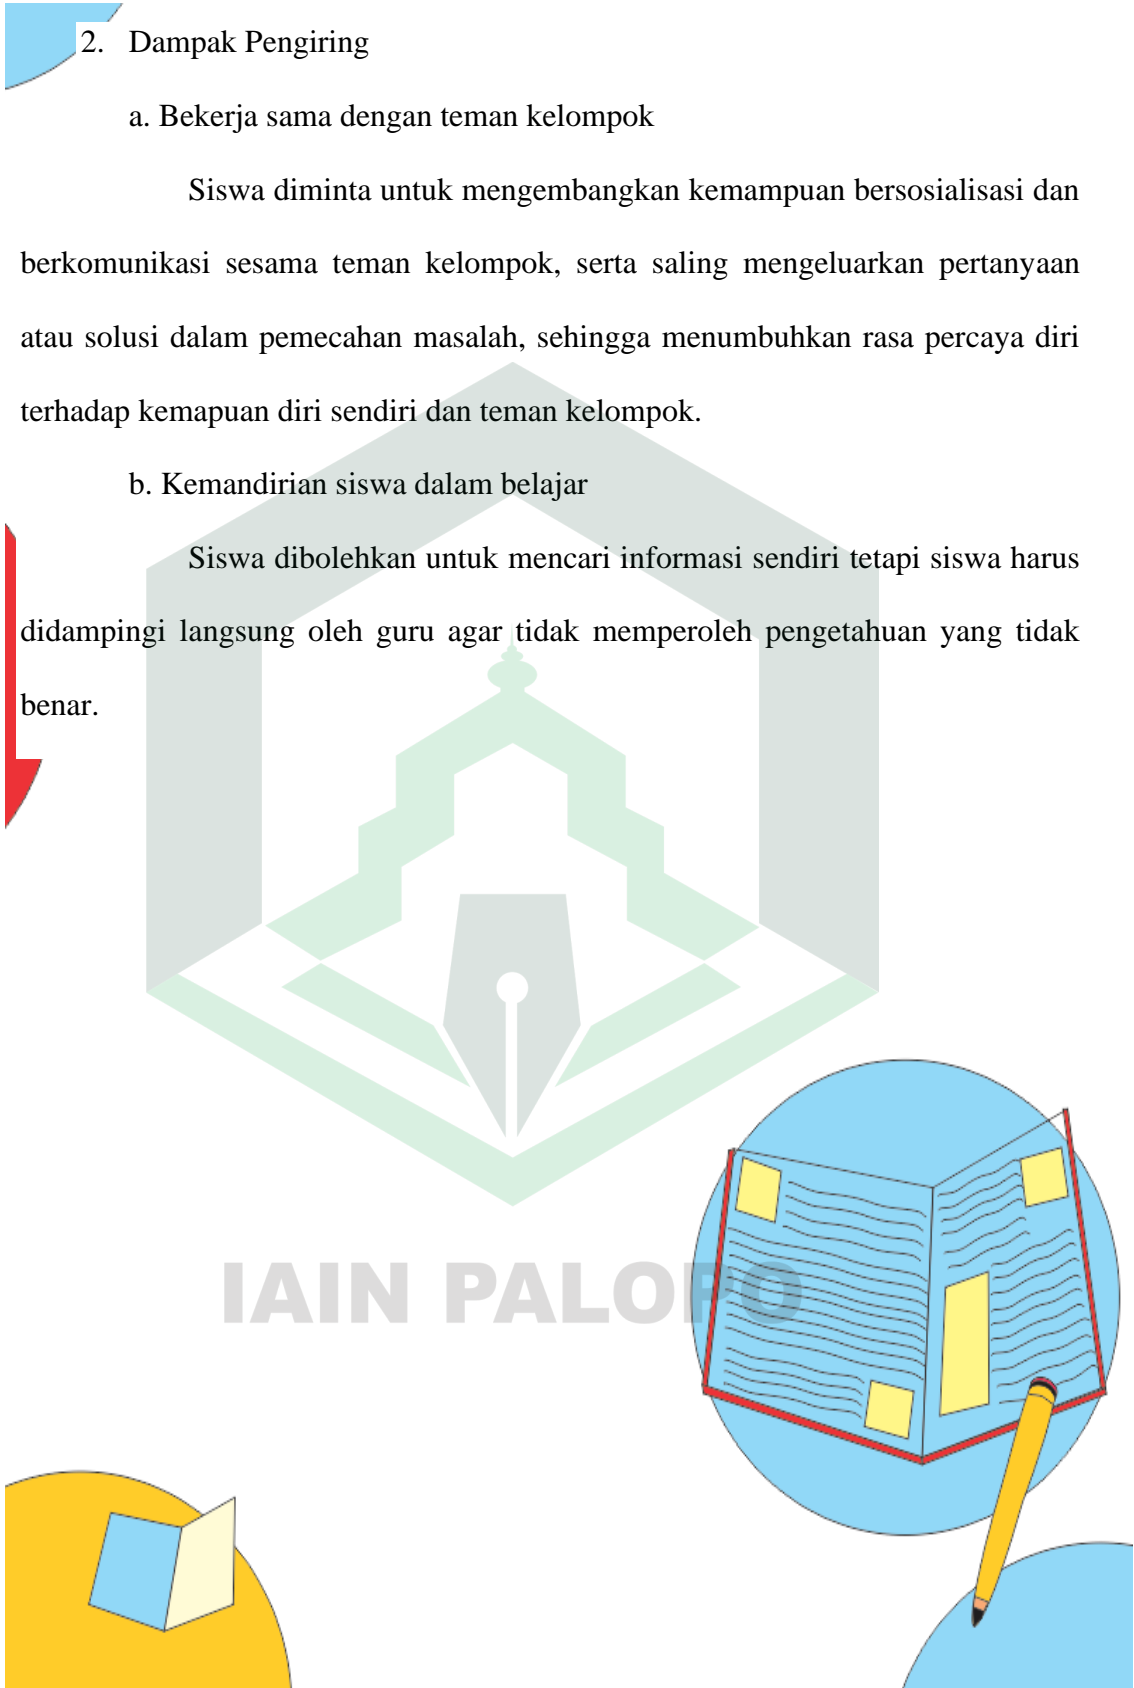 2. Dampak Pengiring
a. Bekerja sama dengan teman kelompok
Siswa diminta untuk mengembangkan kemampuan bersosialisasi dan
berkomunikasi sesama teman kelompok, serta saling mengeluarkan pertanyaan
atau solusi dalam pemecahan masalah, sehingga menumbuhkan rasa percaya diri
terhadap kemapuan diri sendiri dan teman kelompok.
b. Kemandirian siswa dalam belajar
Siswa dibolehkan untuk mencari informasi sendiri tetapi siswa harus
didampingi langsung oleh guru agar tidak memperoleh pengetahuan yang tidak
benar.
IAIN PALOPO